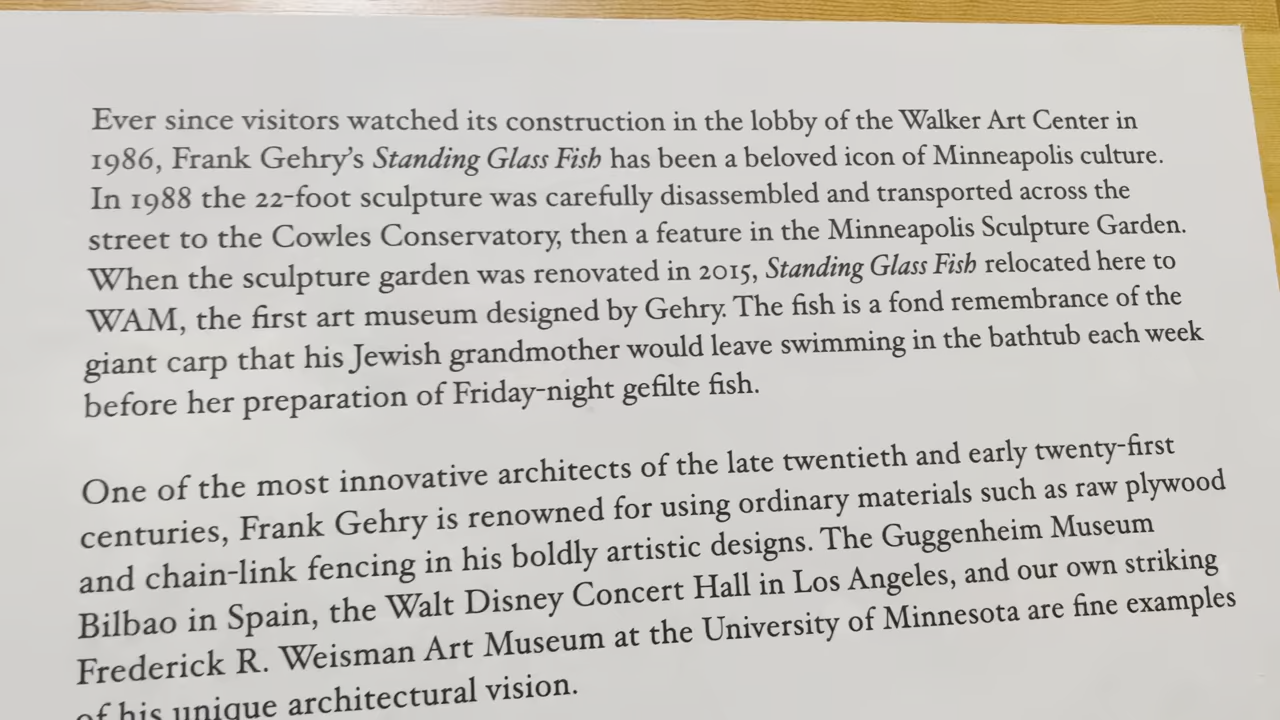 Ever since visitors watched its construction in the lobby of the Walker Art Center in
1986, Frank Gehry's Standing Glass Fish has been a beloved icon of Minneapolis culture.
In 1988 the 22-foot sculpture was carefully disassembled and transported across the
street to the Cowles Conservatory, then a feature in the Minneapolis Sculpture Garden.
When the sculpture garden was renovated in 2015, Standing Glass Fish relocated here to
WAM, the first art museum designed by Gehry. The fish is a fond remembrance of the
giant carp that his Jewish grandmother would leave swimming in the bathtub each week
before her preparation of Friday-night gefilte fish.
One of the most innovative architects of the late twentieth and early twenty-first
centuries, Frank Gehry is renowned for using ordinary materials such as raw plywood
and chain-link fencing in his boldly artistic designs. The Guggenheim Museum
Bilbao in Spain, the Walt Disney Concert Hall in Los Angeles, and our own striking
Frederick R. Weisman Art Museum at the University of Minnesota are fine examples
of his unique architectural vision.